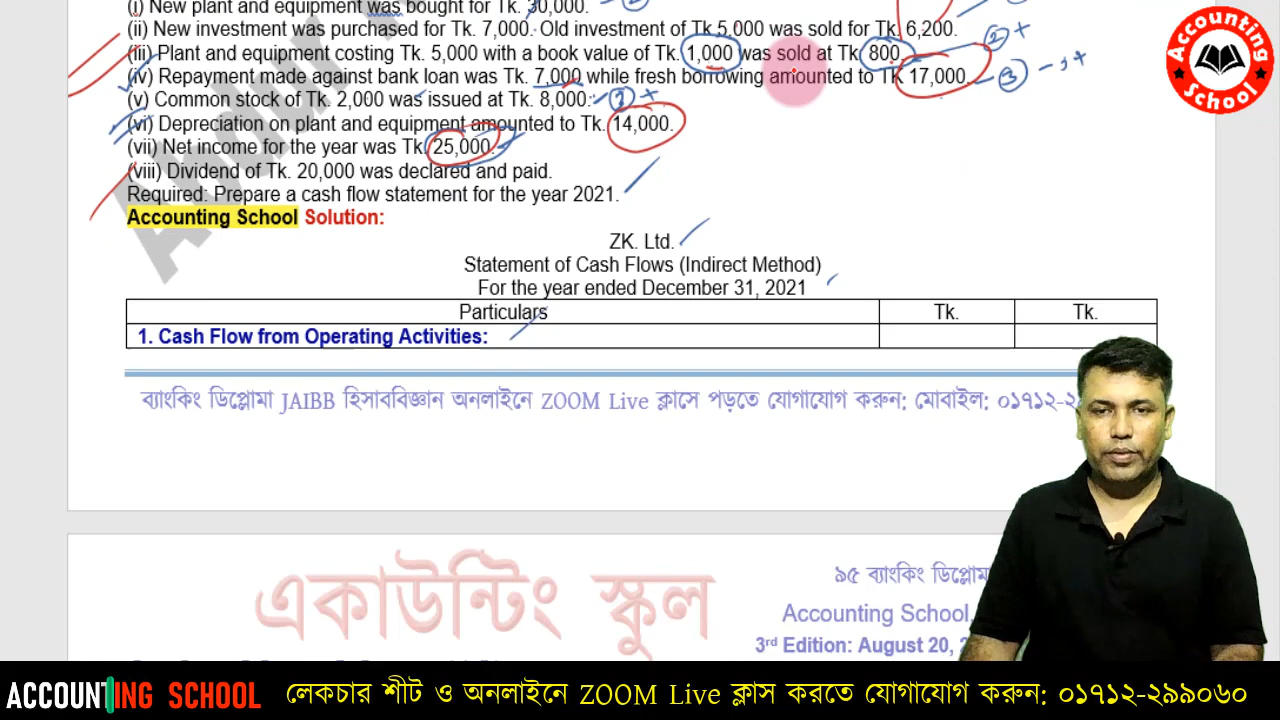 (i) New plant and equipment was bought for Tk. 30,000.
(ii) New investment was purchased for Tk. 7,000. Old investment of Tk 5,000 was sold for Tk. 6,200.
(iii) Plant and equipment costing Tk. 5,000 with a book value of Tk. 1,000 was sold at Tk 800.
(iv) Repayment made against bank loan was Tk. 7,000 while fresh borrowing amounted to Tk 17,000.
(v) Common stock of Tk. 2,000 was issued at Tk. 8,000.
(vi) Depreciation on plant and equipment amounted to Tk. 14,000.
(vii) Net income for the year was Tk. 25,000.
(viii) Dividend of Tk. 20,000 was declared and paid.
Required: Prepare a cash flow statement for the year 2021.
Accounting School Solution:
ZK. Ltd.
Statement of Cash Flows (Indirect Method)
For the year ended December 31, 2021
Particulars Tk. Tk.
1. Cash Flow from Operating Activities:
ব্যাংকিং ডিপ্লোমা JAIBB হিসাববিজ্ঞান অনলাইনে ZOOM Live ক্লাসে পড়তে যোগাযোগ করুন: মোবাইল: ০১৭১২-২
একাউন্টিং স্কুল
৯৫ ব্যাংকিং ডিপ্লোম
Accounting School,
3rd Edition: August 20, 2
Accounting
School
ACCOUNTING SCHOOL লেকচার শীট ও অনলাইনে ZOOM Live ক্লাস করতে যোগাযোগ করুন: ০১৭১২-২৯৯০৬০